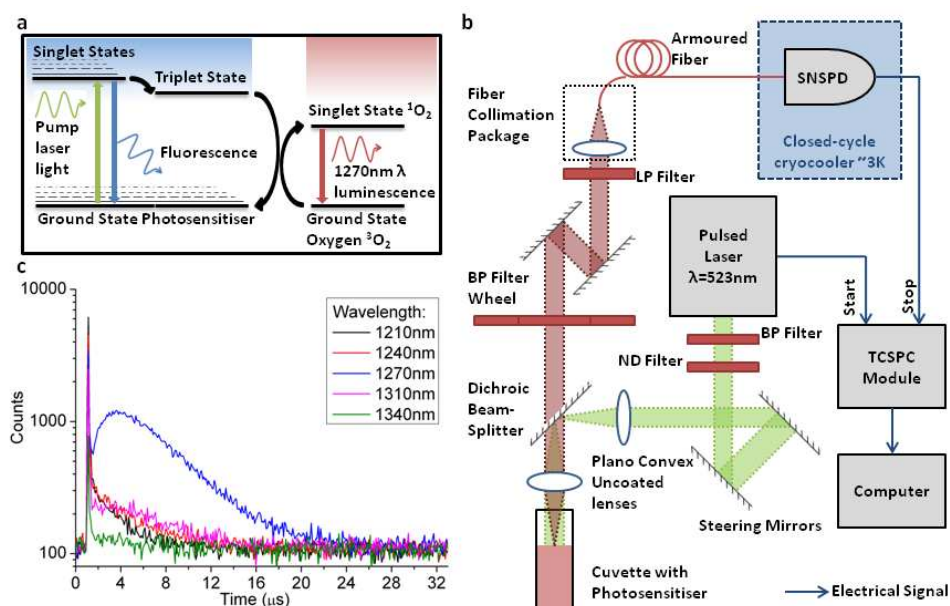 a
Singlet States
Triplet State
Pump
laser
light
Fluorescence
Ground State Photosensitiser
Singlet State ¹O₂
1270nm λ
luminescence
Ground State
Oxygen ³O₂
b
Armoured
Fiber
SNSPD
Fiber
Collimation
Package
Closed-cycle
cryocooler ~3K
LP Filter
Pulsed
Laser
λ=523nm
Start
Stop
BP Filter
Wheel
BP Filter
ND Filter
TCSPC
Module
Dichroic
Beam-
Splitter
Plano Convex
Uncoated
lenses
Computer
Steering Mirrors
Cuvette with
Photosensitiser
Electrical Signal
c
10000
1000
100
Counts
Wavelength:
1210nm
1240nm
1270nm
1310nm
1340nm
0 4 8 12 16 20 24 28 32
Time (μs)